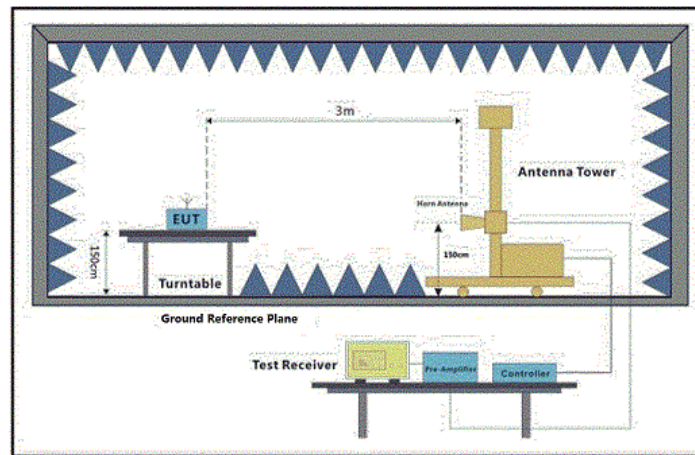 3m
Antenna Tower
Horn Antenna
EUT
150cm
150cm
Turntable
Ground Reference Plane
Test Receiver
Pre-Amplifier
Controller